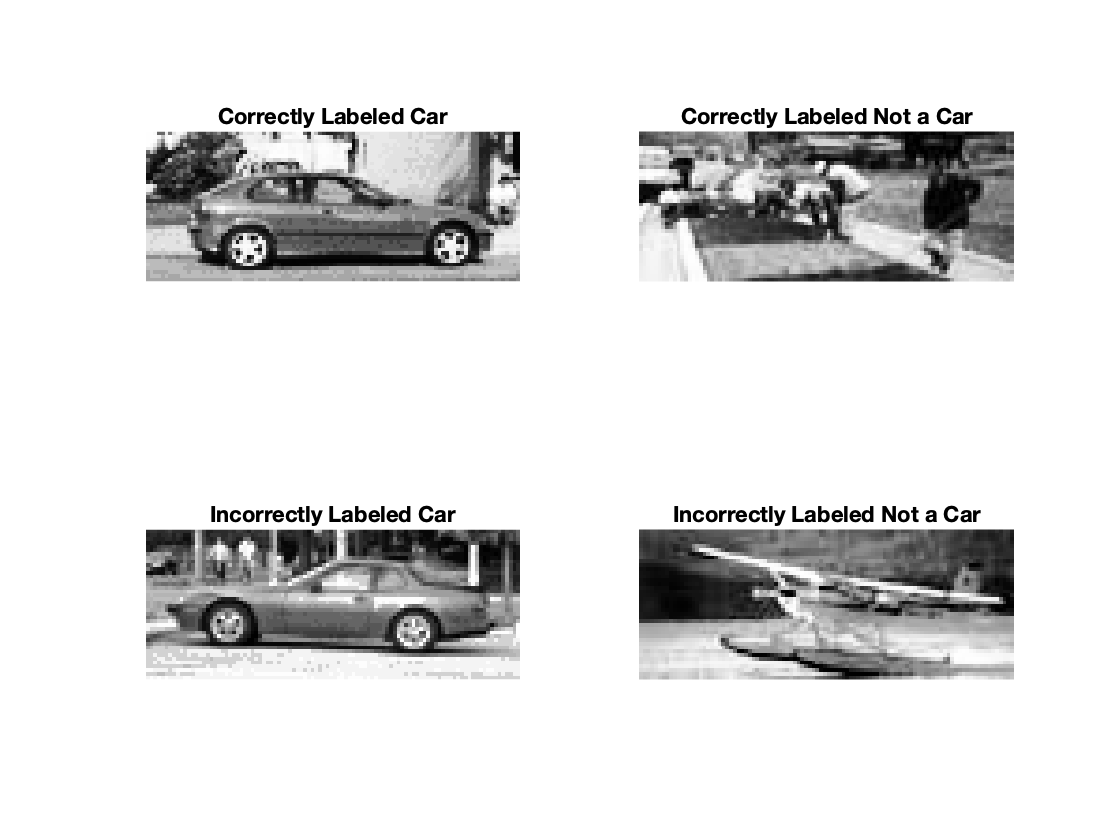 Correctly Labeled Car
Correctly Labeled Not a Car
Incorrectly Labeled Car
Incorrectly Labeled Not a Car